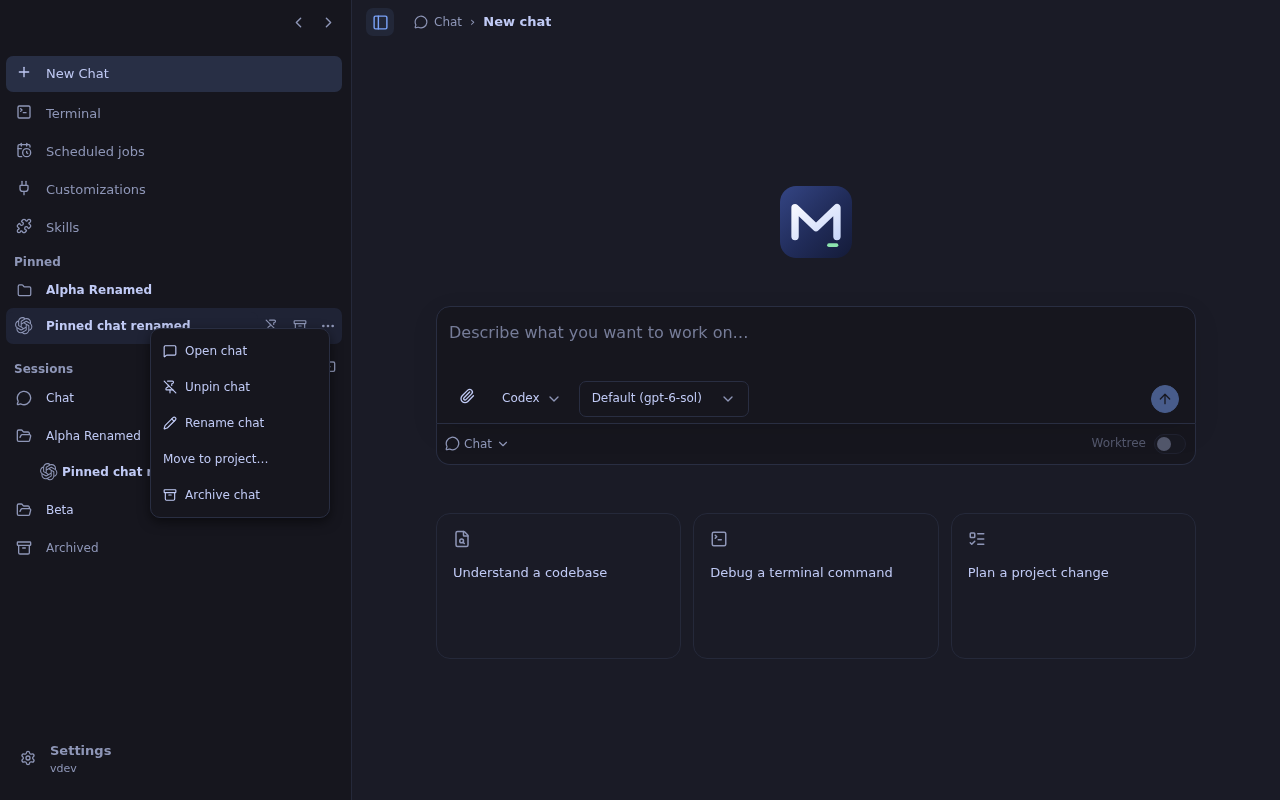 Chat › New chat
New Chat
Terminal
Scheduled jobs
Customizations
Skills
Pinned
Alpha Renamed
Pinned chat renamed
Open chat
Unpin chat
Rename chat
Move to project...
Archive chat
Sessions
Chat
Alpha Renamed
Pinned chat
Beta
Archived
Settings
vdev
Describe what you want to work on...
Codex
Default (gpt-6-sol)
Chat
Worktree
Understand a codebase
Debug a terminal command
Plan a project change